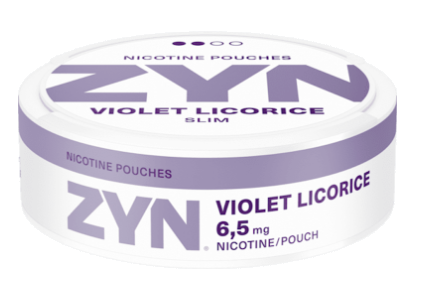 NICOTINE POUCHES
ZYN
VIOLET LICORICE
SLIM
NICOTINE POUCHES
ZYN
VIOLET LICORICE
6,5 mg
NICOTINE/POUCH